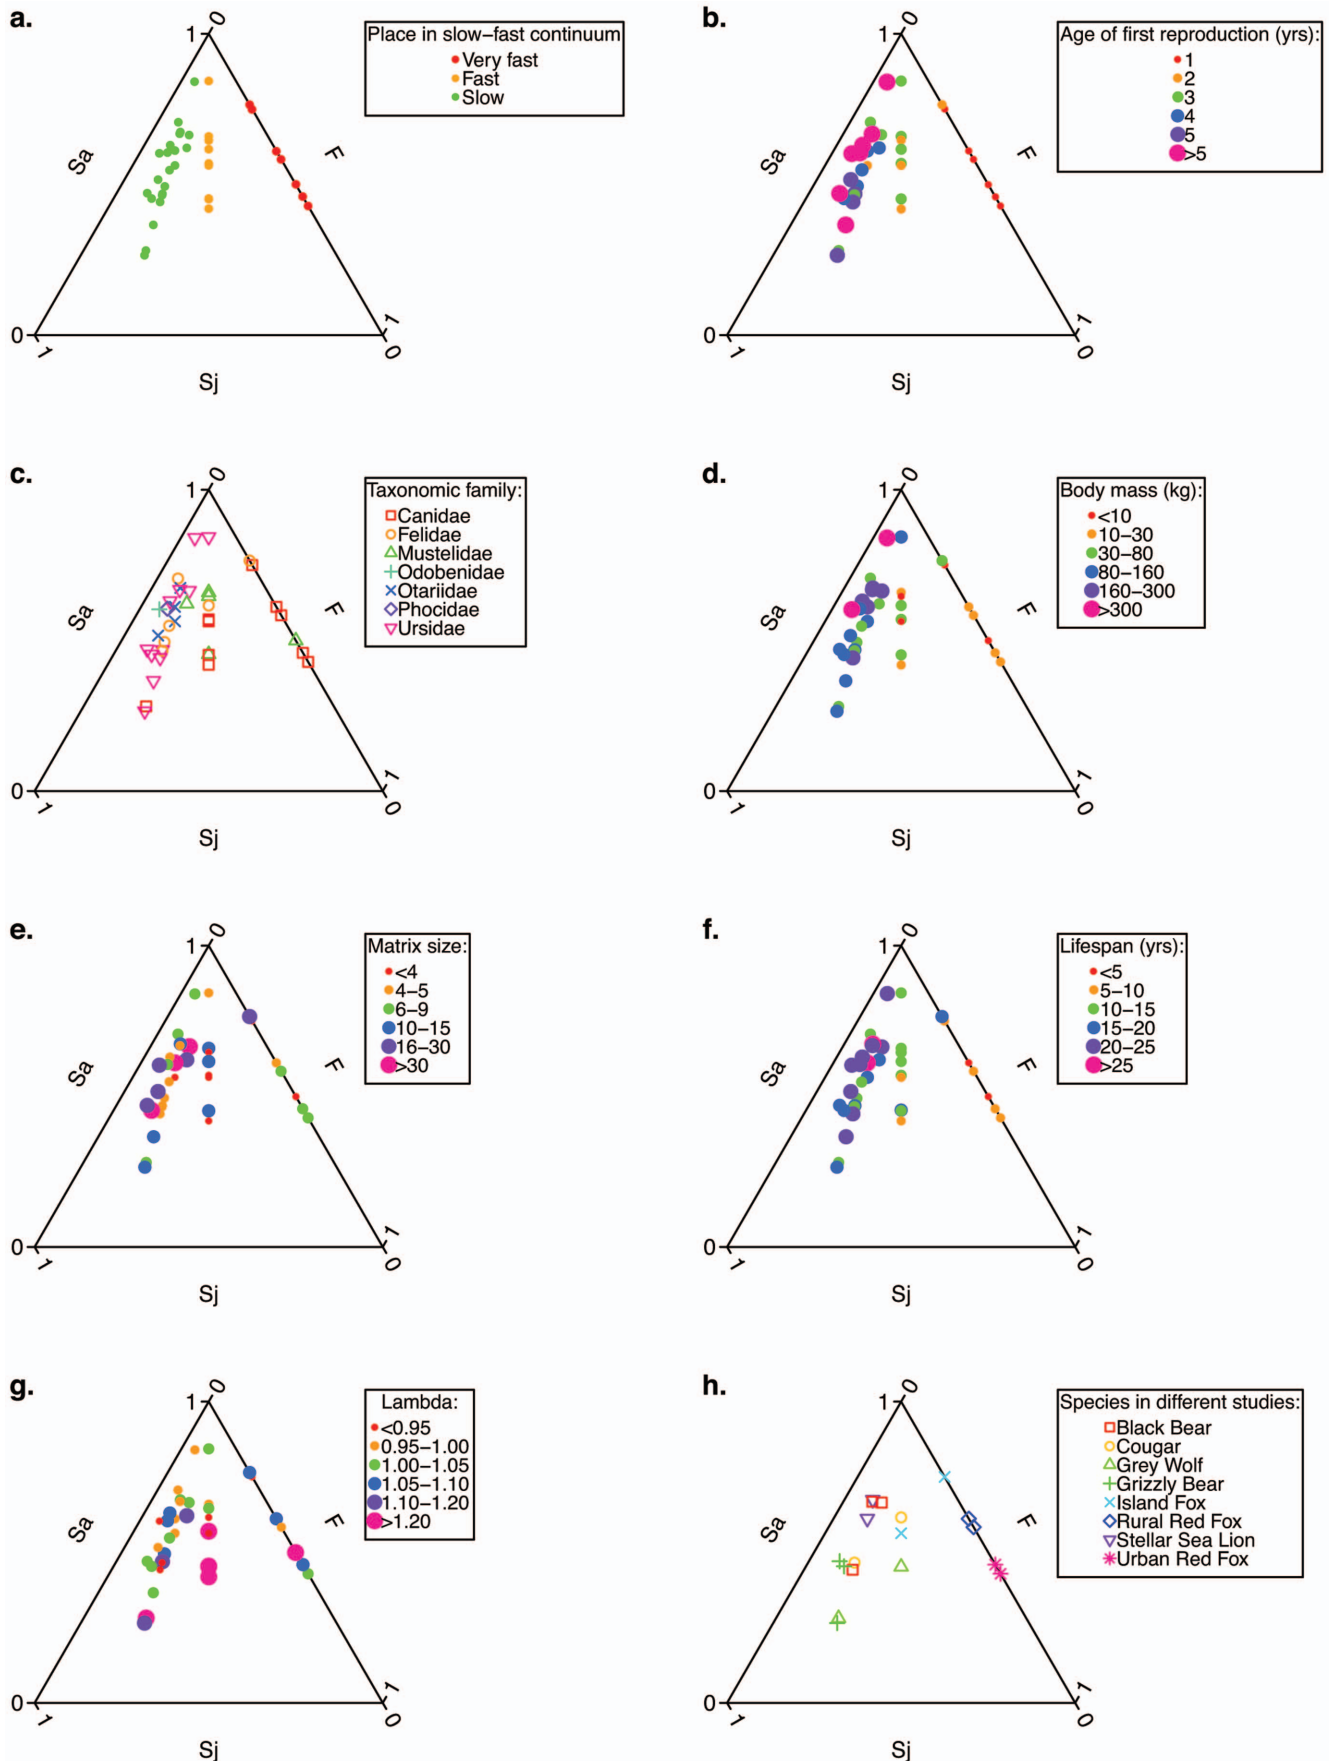 a.
1
0
Sa
F
0
1
1
0
Sj
Place in slow–fast continuum
Very fast
Fast
Slow
b.
1
0
Sa
F
0
1
1
0
Sj
Age of first reproduction (yrs):
1
2
3
4
5
>5
c.
1
0
Sa
F
0
1
1
0
Sj
Taxonomic family:
Canidae
Felidae
Mustelidae
Odobenidae
Otariidae
Phocidae
Ursidae
d.
1
0
Sa
F
0
1
1
0
Sj
Body mass (kg):
<10
10–30
30–80
80–160
160–300
>300
e.
1
0
Sa
F
0
1
1
0
Sj
Matrix size:
<4
4–5
6–9
10–15
16–30
>30
f.
1
0
Sa
F
0
1
1
0
Sj
Lifespan (yrs):
<5
5–10
10–15
15–20
20–25
>25
g.
1
0
Sa
F
0
1
1
0
Sj
Lambda:
<0.95
0.95–1.00
1.00–1.05
1.05–1.10
1.10–1.20
>1.20
h.
1
0
Sa
F
0
1
1
0
Sj
Species in different studies:
Black Bear
Cougar
Grey Wolf
Grizzly Bear
Island Fox
Rural Red Fox
Stellar Sea Lion
Urban Red Fox